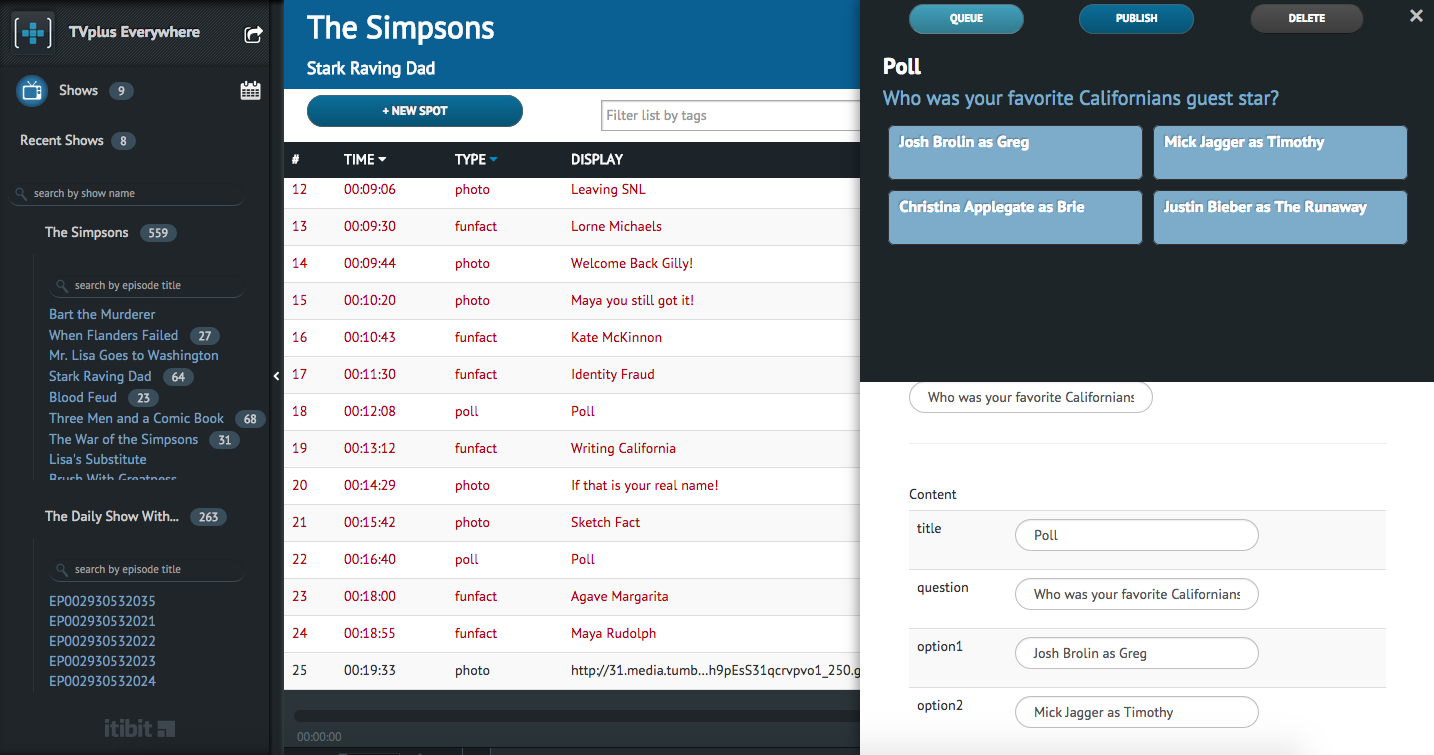 TVplus Everywhere
Shows 9
Recent Shows 8
search by show name
The Simpsons 559
search by episode title
Bart the Murderer
When Flanders Failed 27
Mr. Lisa Goes to Washington
Stark Raving Dad 64
Blood Feud 23
Three Men and a Comic Book 68
The War of the Simpsons 31
Lisa's Substitute
Brush With Greatness
The Daily Show With... 263
search by episode title
EP002930532035
EP002930532021
EP002930532022
EP002930532023
EP002930532024
itibit
The Simpsons
Stark Raving Dad
+ NEW SPOT
Filter list by tags
# TIME TYPE DISPLAY
12 00:09:06 photo Leaving SNL
13 00:09:30 funfact Lorne Michaels
14 00:09:44 photo Welcome Back Gilly!
15 00:10:20 photo Maya you still got it!
16 00:10:43 funfact Kate McKinnon
17 00:11:30 funfact Identity Fraud
18 00:12:08 poll Poll
19 00:13:12 funfact Writing California
20 00:14:29 photo If that is your real name!
21 00:15:42 photo Sketch Fact
22 00:16:40 poll Poll
23 00:18:00 funfact Agave Margarita
24 00:18:55 funfact Maya Rudolph
25 00:19:33 photo http://31.media.tumb...h9pEsS31qcrvpvo1_250.g
00:00:00
QUEUE PUBLISH DELETE
Poll
Who was your favorite Californians guest star?
Josh Brolin as Greg
Mick Jagger as Timothy
Christina Applegate as Brie
Justin Bieber as The Runaway
Who was your favorite Californians
Content
title Poll
question Who was your favorite Californians
option1 Josh Brolin as Greg
option2 Mick Jagger as Timothy